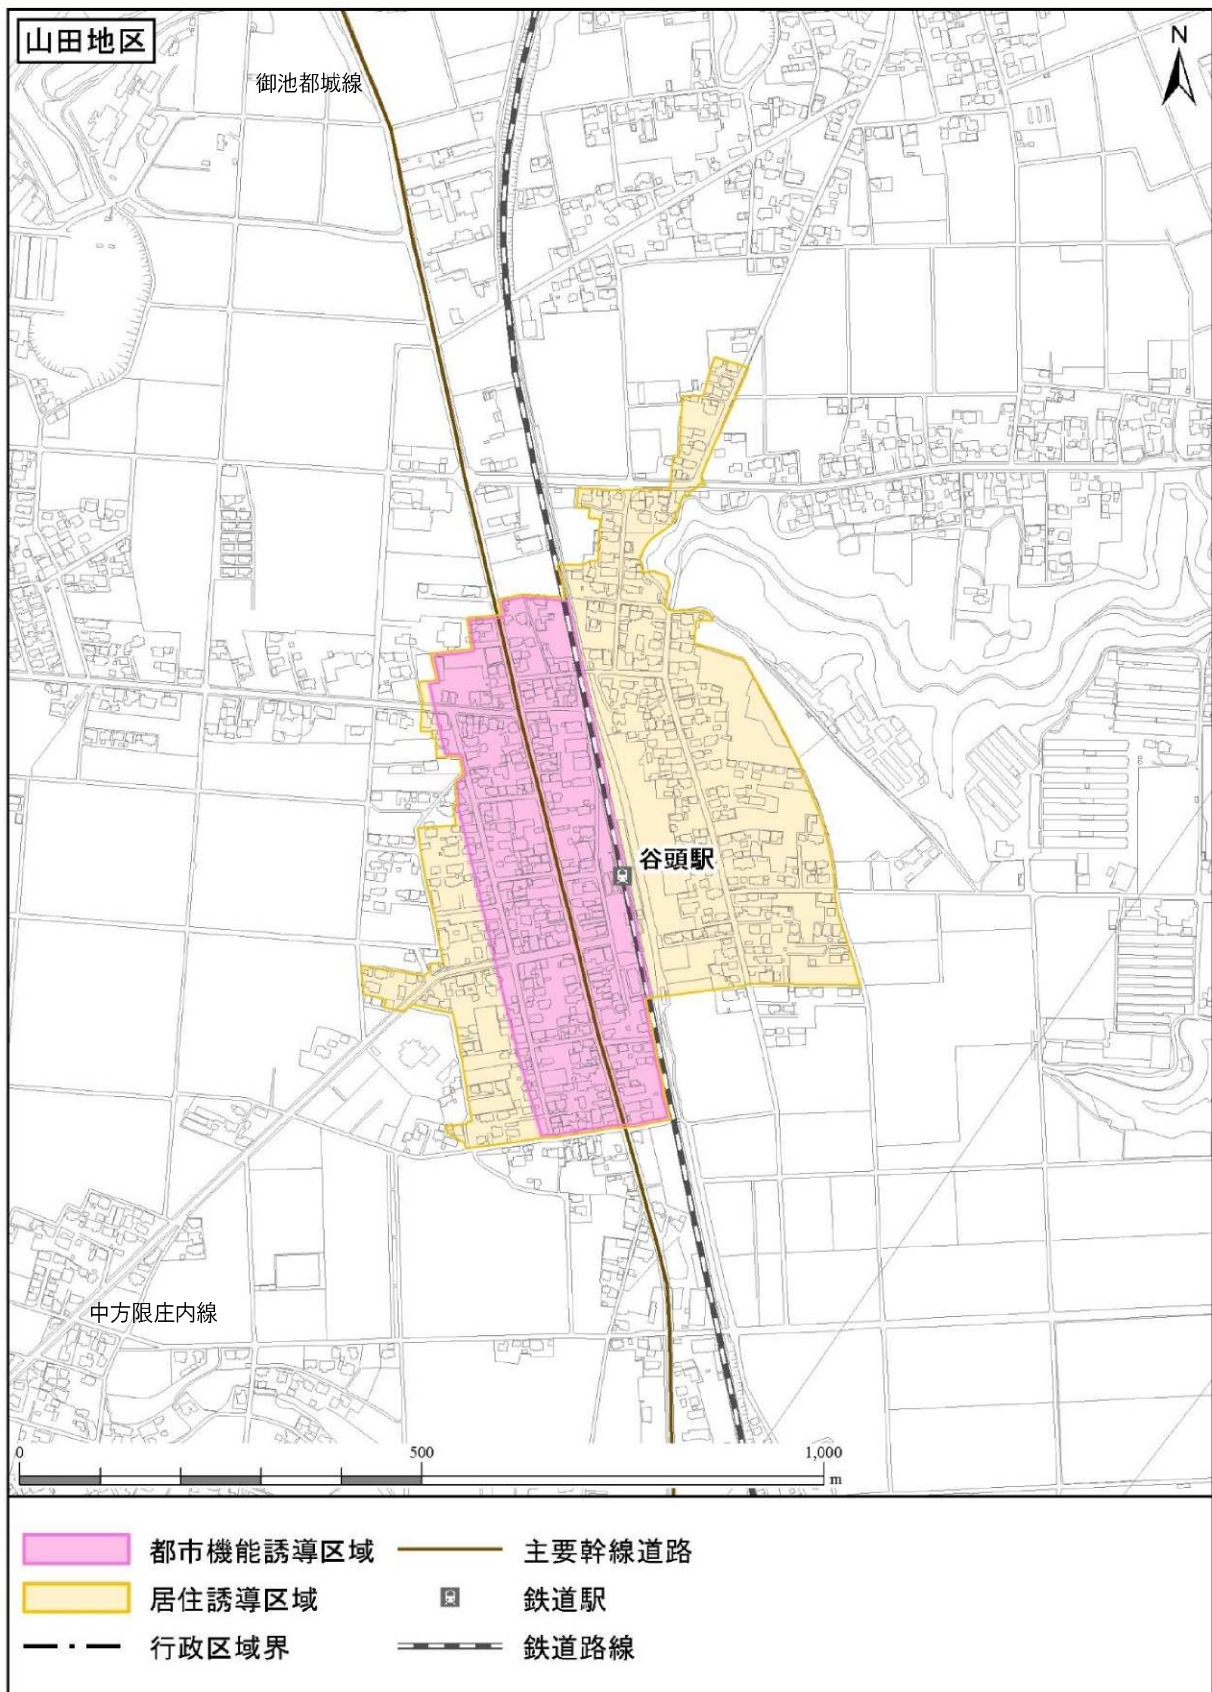 山田地区
N
御池都城線
谷頭駅
中方限庄内線
0 500 1,000
m
都市機能誘導区域 主要幹線道路
居住誘導区域 鉄道駅
行政区域界 鉄道路線